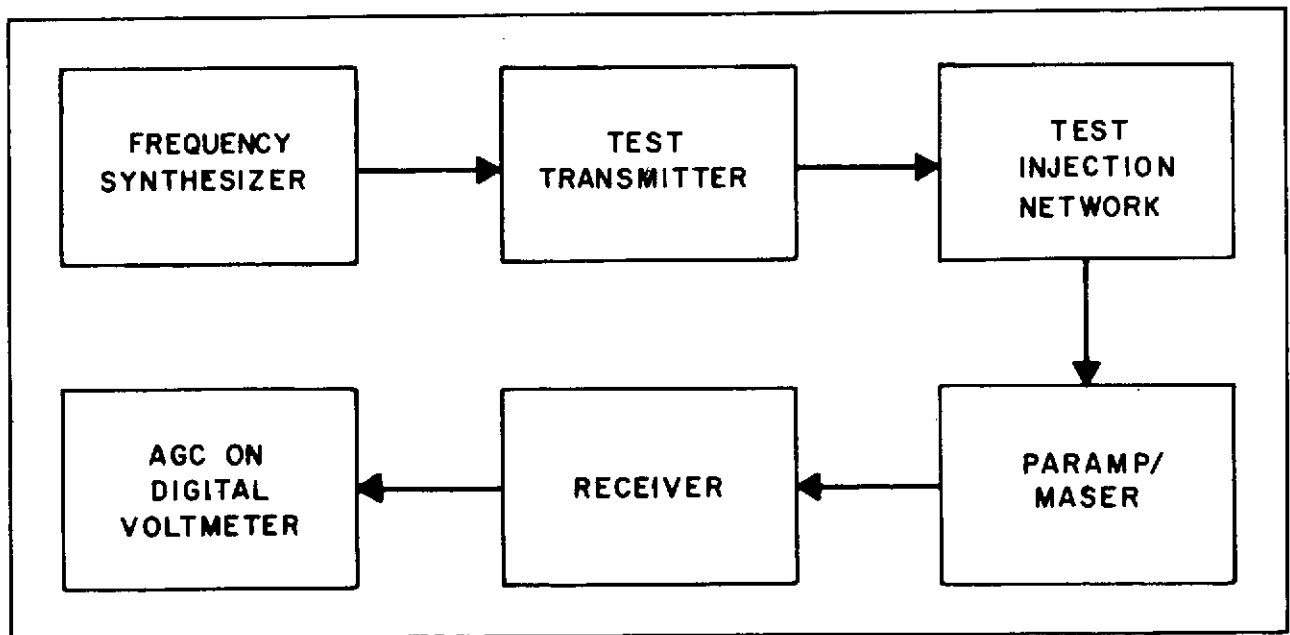 FREQUENCY
SYNTHESIZER
TEST
TRANSMITTER
TEST
INJECTION
NETWORK
AGC ON
DIGITAL
VOLTMETER
RECEIVER
PARAMP/
MASER